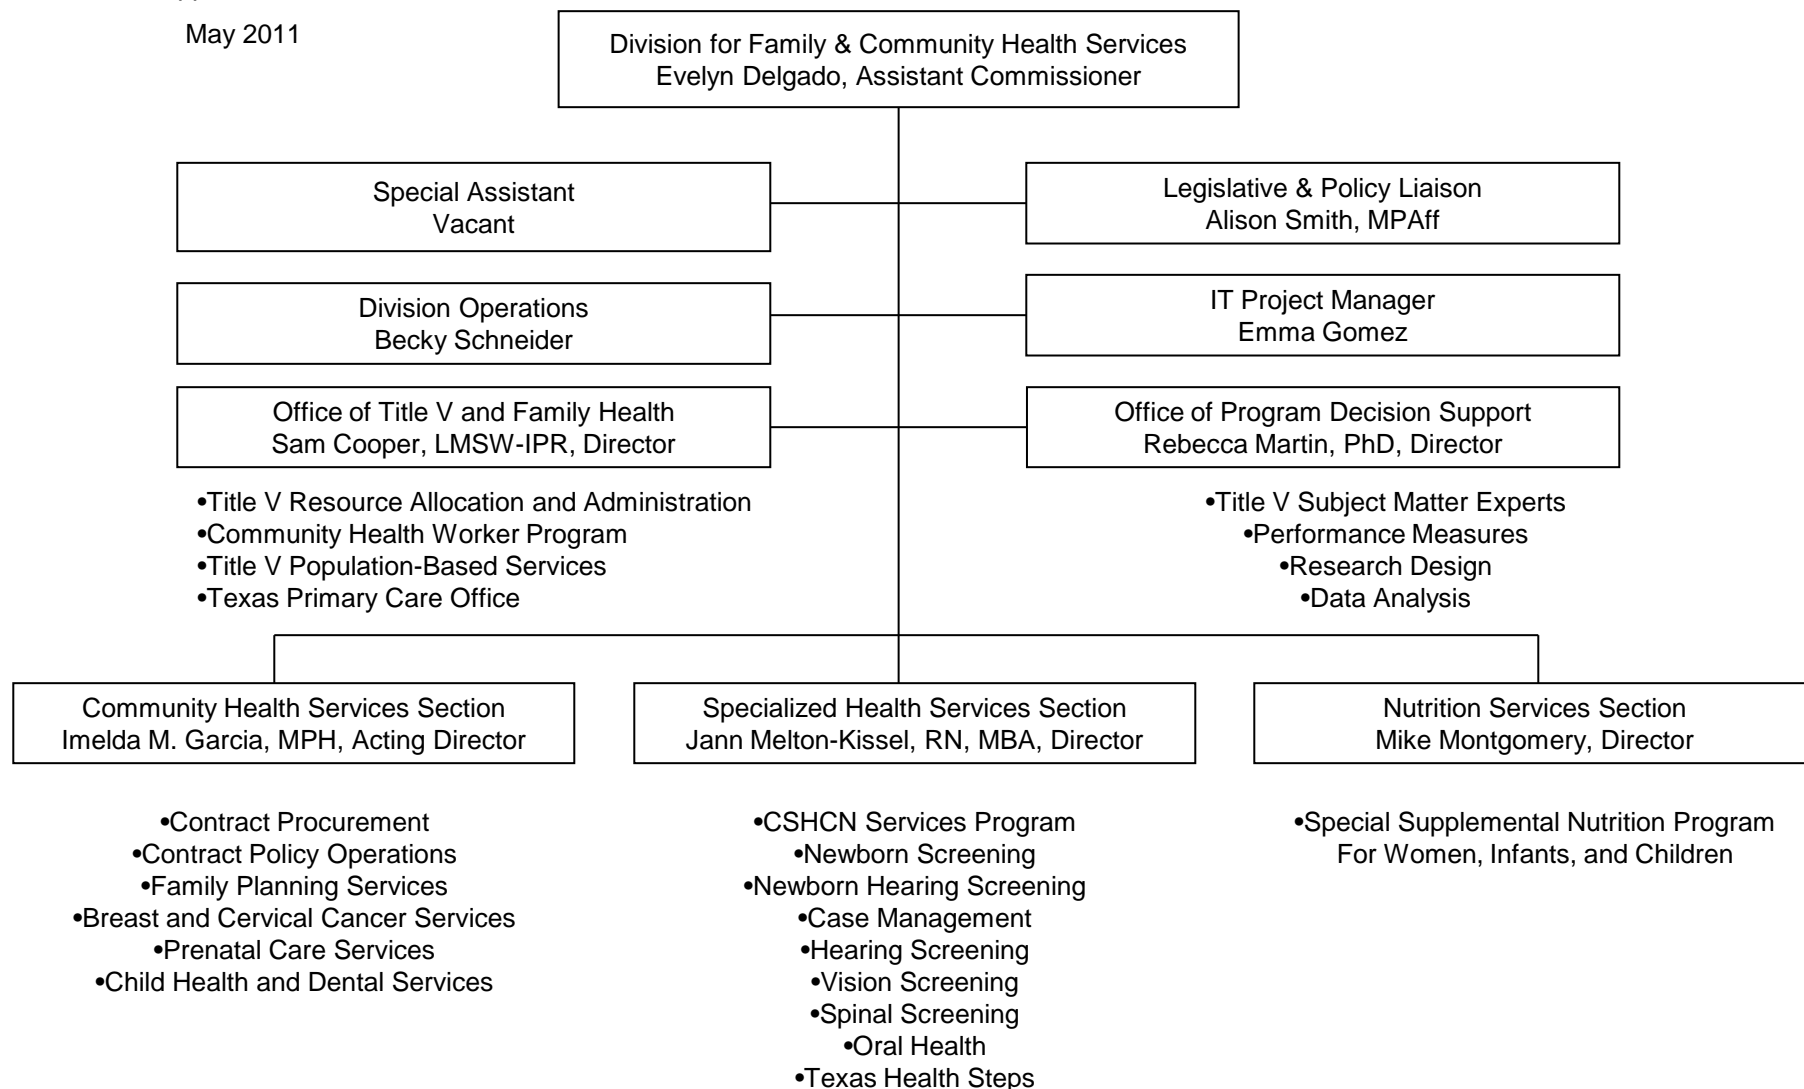 May 2011
Division for Family & Community Health Services
Evelyn Delgado, Assistant Commissioner
Special Assistant
Vacant
Legislative & Policy Liaison
Alison Smith, MPAff
Division Operations
Becky Schneider
IT Project Manager
Emma Gomez
Office of Title V and Family Health
Sam Cooper, LMSW-IPR, Director
Office of Program Decision Support
Rebecca Martin, PhD, Director
•Title V Resource Allocation and Administration
•Community Health Worker Program
•Title V Population-Based Services
•Texas Primary Care Office
•Title V Subject Matter Experts
•Performance Measures
•Research Design
•Data Analysis
Community Health Services Section
Imelda M. Garcia, MPH, Acting Director
Specialized Health Services Section
Jann Melton-Kissel, RN, MBA, Director
Nutrition Services Section
Mike Montgomery, Director
•Contract Procurement
•Contract Policy Operations
•Family Planning Services
•Breast and Cervical Cancer Services
•Prenatal Care Services
•Child Health and Dental Services
•CSHCN Services Program
•Newborn Screening
•Newborn Hearing Screening
•Case Management
•Hearing Screening
•Vision Screening
•Spinal Screening
•Oral Health
•Texas Health Steps
•Special Supplemental Nutrition Program
For Women, Infants, and Children